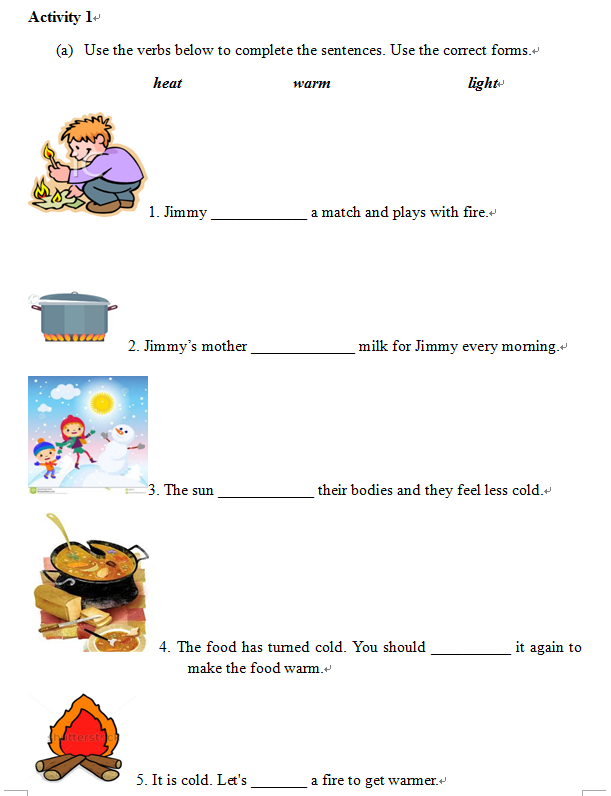 Activity 1
(a) Use the verbs below to complete the sentences. Use the correct forms.
heat warm light
1. Jimmy ____________ a match and plays with fire.
2. Jimmy’s mother _____________ milk for Jimmy every morning.
3. The sun ____________ their bodies and they feel less cold.
4. The food has turned cold. You should __________ it again to
make the food warm.
5. It is cold. Let's _______ a fire to get warmer.